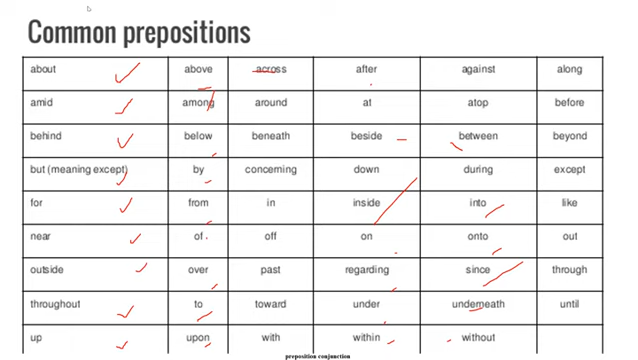 Common prepositions
about above across after against along
amid among around at atop before
behind below beneath beside between beyond
but (meaning except) by concerning down during except
for from in inside into like
near of off on onto out
outside over past regarding since through
throughout to toward under underneath until
up upon with within without
preposition conjunction